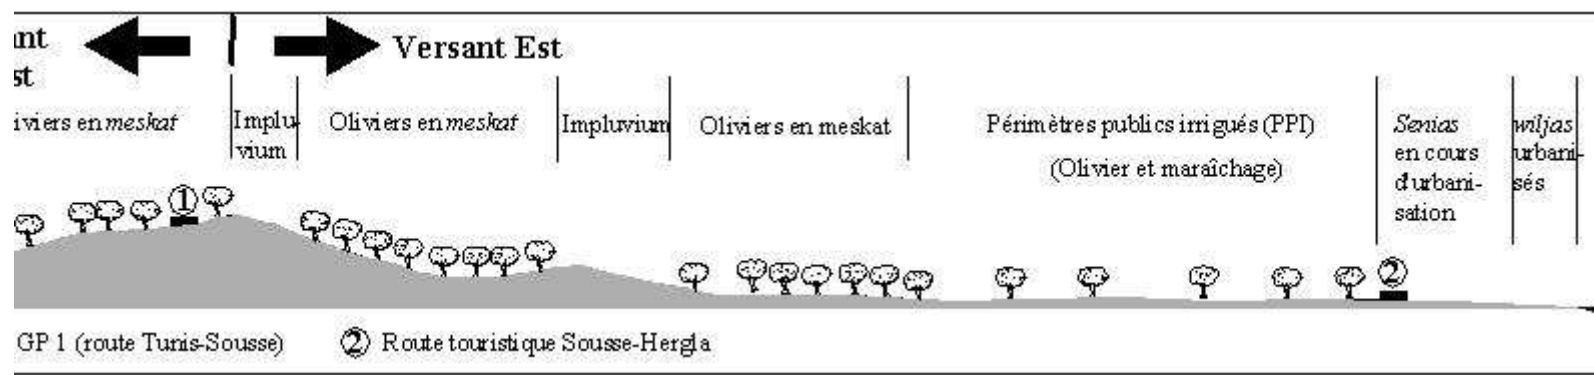 nt
st
Versant Est
iviers en meskat
Implu
vium
Oliviers en meskat
Impluvium
Oliviers en meskat
Périmètres publics irrigués (PPI)
(Olivier et maraîchage)
Senias
en cours
d'urbani-
sation
wiljas
urbani-
sés
1
2
GP 1 (route Tunis-Sousse)
2 Route touristique Sousse-Hergla